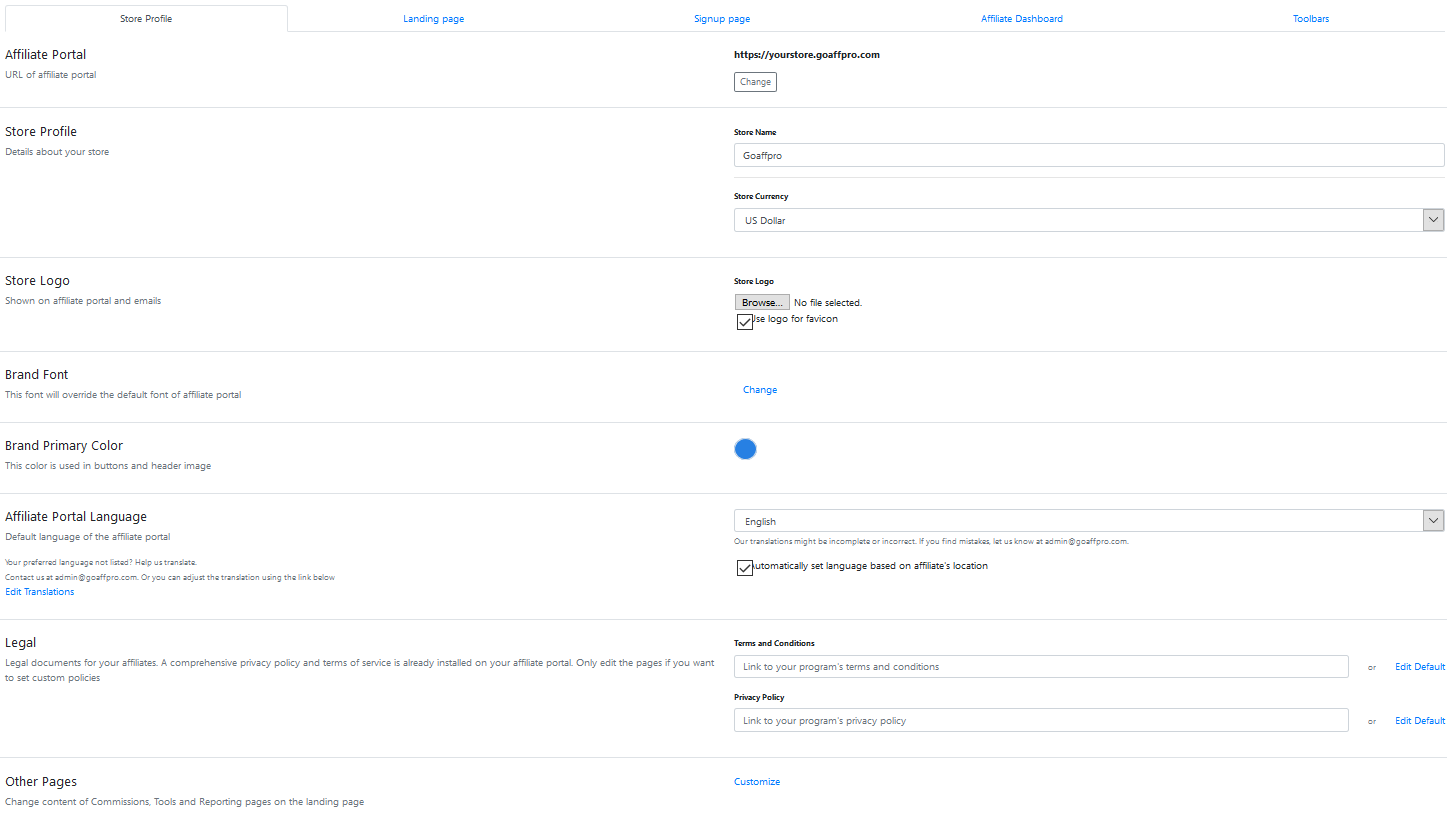 Store Profile
Landing page
Signup page
Affiliate Dashboard
Toolbars
Affiliate Portal
URL of affiliate portal
https://yourstore.goaffpro.com
Change
Store Profile
Details about your store
Store Name
Goaffpro
Store Currency
US Dollar
Store Logo
Shown on affiliate portal and emails
Store Logo
Browse... No file selected.
Use logo for favicon
Brand Font
This font will override the default font of affiliate portal
Change
Brand Primary Color
This color is used in buttons and header image
Affiliate Portal Language
Default language of the affiliate portal
Your preferred language not listed? Help us translate.
Contact us at admin@goaffpro.com. Or you can adjust the translation using the link below
Edit Translations
English
Our translations might be incomplete or incorrect. If you find mistakes, let us know at admin@goaffpro.com.
Automatically set language based on affiliate's location
Legal
Legal documents for your affiliates. A comprehensive privacy policy and terms of service is already installed on your affiliate portal. Only edit the pages if you want
to set custom policies
Terms and Conditions
Link to your program's terms and conditions or Edit Default
Privacy Policy
Link to your program's privacy policy or Edit Default
Other Pages
Change content of Commissions, Tools and Reporting pages on the landing page
Customize